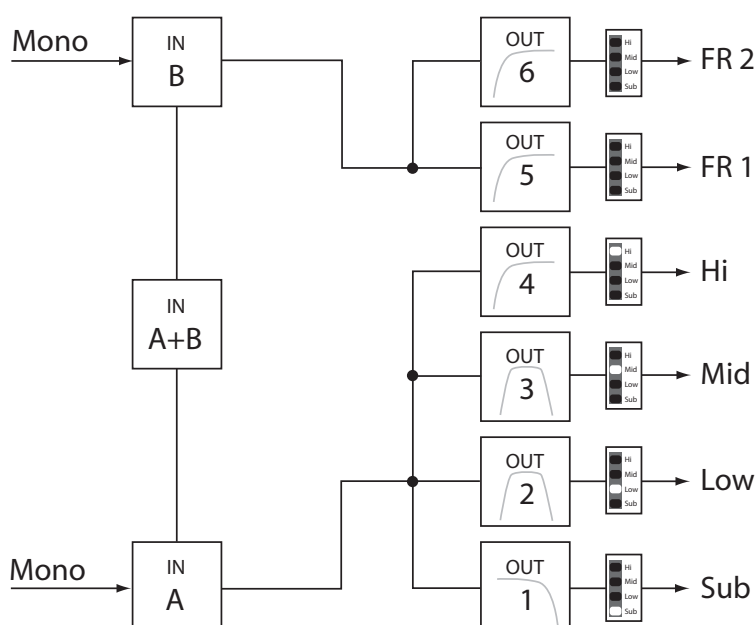 Mono
IN
B
OUT
6
Hi
Mid
Low
Sub
FR 2
OUT
5
Hi
Mid
Low
Sub
FR 1
IN
A+B
OUT
4
Hi
Mid
Low
Sub
Hi
OUT
3
Hi
Mid
Low
Sub
Mid
OUT
2
Hi
Mid
Low
Sub
Low
Mono
IN
A
OUT
1
Hi
Mid
Low
Sub
Sub